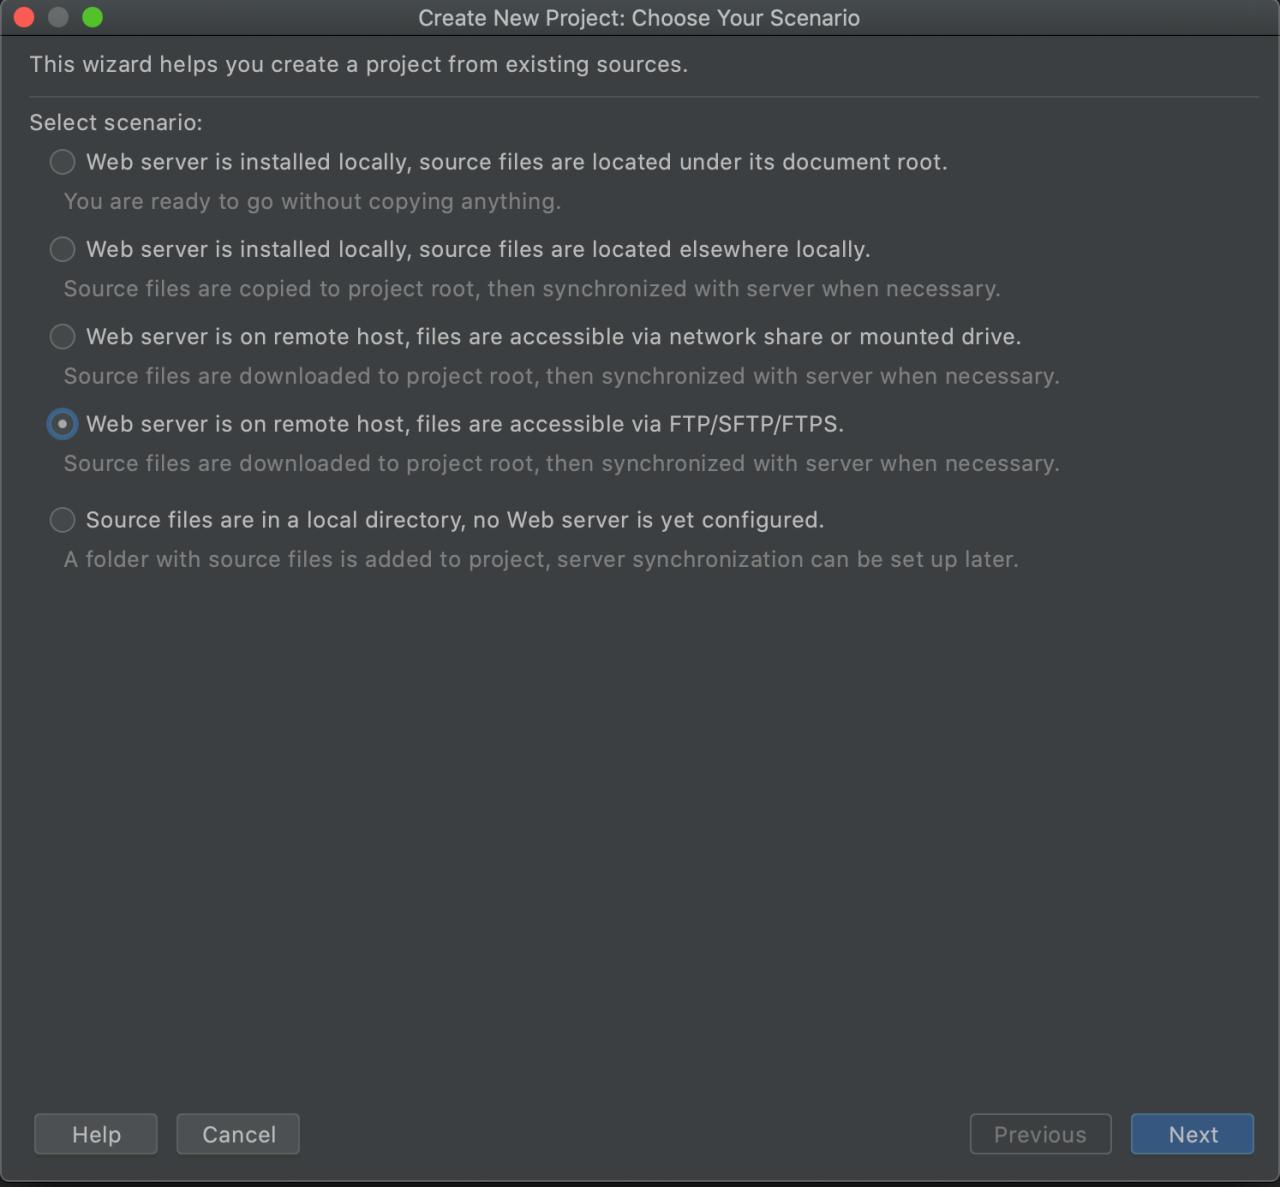 Create New Project: Choose Your Scenario
This wizard helps you create a project from existing sources.
Select scenario:
Web server is installed locally, source files are located under its document root.
You are ready to go without copying anything.
Web server is installed locally, source files are located elsewhere locally.
Source files are copied to project root, then synchronized with server when necessary.
Web server is on remote host, files are accessible via network share or mounted drive.
Source files are downloaded to project root, then synchronized with server when necessary.
Web server is on remote host, files are accessible via FTP/SFTP/FTPS.
Source files are downloaded to project root, then synchronized with server when necessary.
Source files are in a local directory, no Web server is yet configured.
A folder with source files is added to project, server synchronization can be set up later.
Help
Cancel
Previous
Next